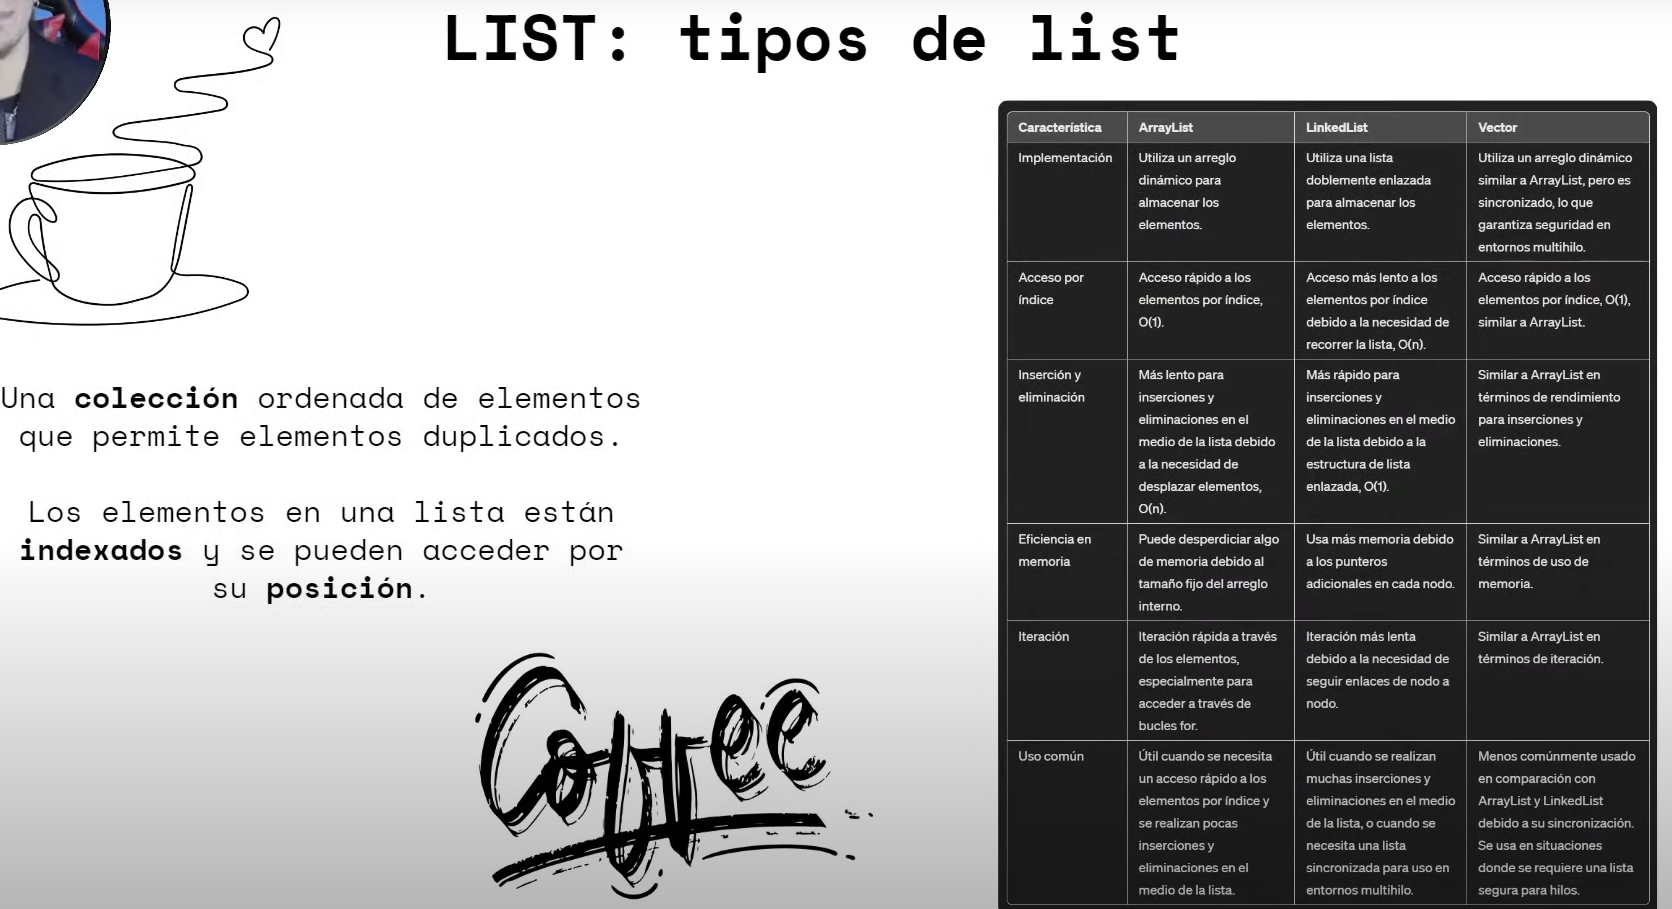 LIST: tipos de list
Una colección ordenada de elementos
que permite elementos duplicados.
Los elementos en una lista están
indexados y se pueden acceder por
su posición.
Coffee
Característica
ArrayList
LinkedList
Vector
Implementación
Utiliza un arreglo
dinámico para
almacenar los
elementos.
Utiliza una lista
doblemente enlazada
para almacenar los
elementos.
Utiliza un arreglo dinámico
similar a ArrayList, pero es
sincronizado, lo que
garantiza seguridad en
entornos multihilo.
Acceso por
índice
Acceso rápido a los
elementos por índice,
O(1).
Acceso más lento a los
elementos por índice
debido a la necesidad de
recorrer la lista, O(n).
Acceso rápido a los
elementos por índice, O(1),
similar a ArrayList.
Inserción y
eliminación
Más lento para
inserciones y
eliminaciones en el
medio de la lista debido
a la necesidad de
desplazar elementos,
O(n).
Más rápido para
inserciones y
eliminaciones en el medio
de la lista debido a la
estructura de lista
enlazada, O(1).
Similar a ArrayList en
términos de rendimiento
para inserciones y
eliminaciones.
Eficiencia en
memoria
Puede desperdiciar algo
de memoria debido al
tamaño fijo del arreglo
interno.
Usa más memoria debido
a los punteros
adicionales en cada nodo.
Similar a ArrayList en
términos de uso de
memoria.
Iteración
Iteración rápida a través
de los elementos,
especialmente para
acceder a través de
bucles for.
Iteración más lenta
debido a la necesidad de
seguir enlaces de nodo a
nodo.
Similar a ArrayList en
términos de iteración.
Uso común
Útil cuando se necesita
un acceso rápido a los
elementos por índice y
se realizan pocas
inserciones y
eliminaciones en el
medio de la lista.
Útil cuando se realizan
muchas inserciones y
eliminaciones en el medio
de la lista, o cuando se
necesita una lista
sincronizada para uso en
entornos multihilo.
Menos comúnmente usado
en comparación con
ArrayList y LinkedList
debido a su sincronización.
Se usa en situaciones
donde se requiere una lista
segura para hilos.